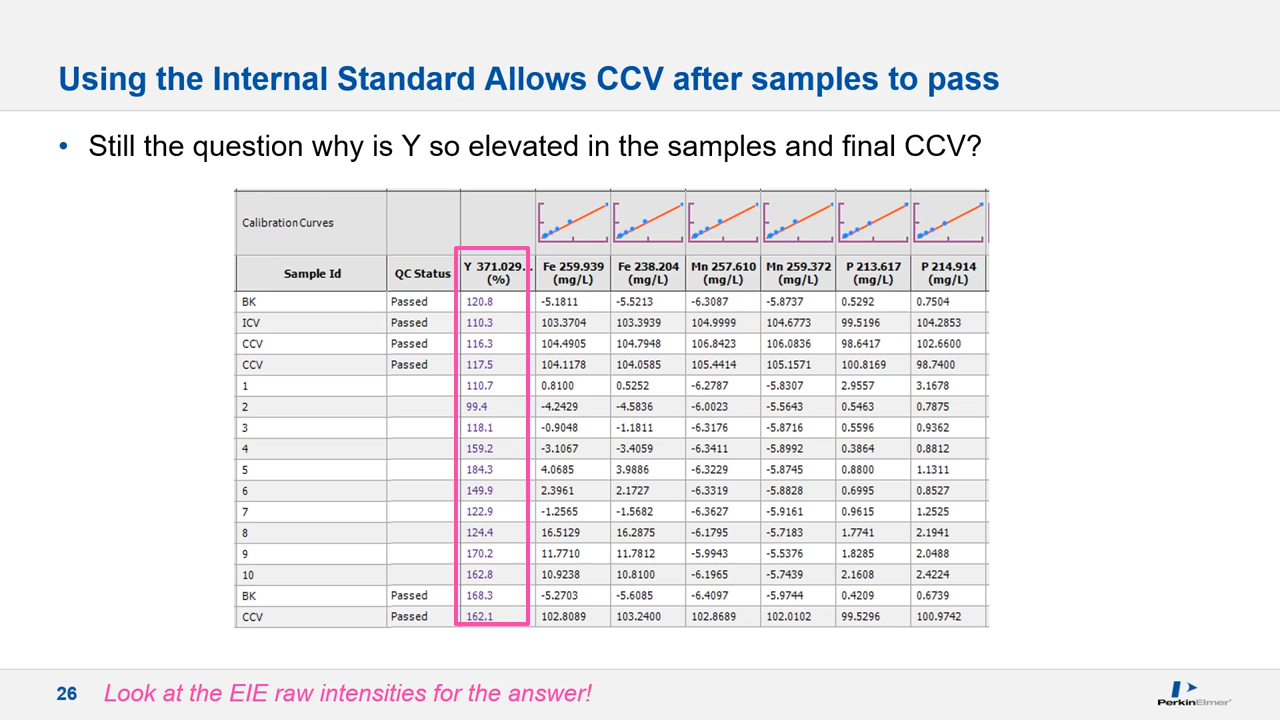 Using the Internal Standard Allows CCV after samples to pass
• Still the question why is Y so elevated in the samples and final CCV?
Calibration Curves
Sample Id QC Status Y 371.029... (%) Fe 259.939 (mg/L) Fe 238.204 (mg/L) Mn 257.610 (mg/L) Mn 259.372 (mg/L) P 213.617 (mg/L) P 214.914 (mg/L)
BK Passed 120.8 -5.1811 -5.5213 -6.3087 -5.8737 0.5292 0.7504
ICV Passed 110.3 103.3704 103.3939 104.9999 104.6773 99.5196 104.2853
CCV Passed 116.3 104.4905 104.7948 106.8423 106.0836 98.6417 102.6600
CCV Passed 117.5 104.1178 104.0585 105.4414 105.1571 100.8169 98.7400
1 110.7 0.8100 0.5252 -6.2787 -5.8307 2.9557 3.1678
2 99.4 -4.2429 -4.5836 -6.0023 -5.5643 0.5463 0.7875
3 118.1 -0.9048 -1.1811 -6.3176 -5.8716 0.5596 0.9362
4 159.2 -3.1067 -3.4059 -6.3411 -5.8992 0.3864 0.8812
5 184.3 4.0685 3.9886 -6.3229 -5.8745 0.8800 1.1311
6 149.9 2.3961 2.1727 -6.3319 -5.8828 0.6995 0.8527
7 122.9 -1.2565 -1.5682 -6.3627 -5.9161 0.9615 1.2525
8 124.4 16.5129 16.2875 -6.1795 -5.7183 1.7741 2.1941
9 170.2 11.7710 11.7812 -5.9943 -5.5376 1.8285 2.0488
10 162.8 10.9238 10.8100 -6.1965 -5.7439 2.1608 2.4224
BK Passed 168.3 -5.2703 -5.6085 -6.4097 -5.9744 0.4209 0.6739
CCV Passed 162.1 102.8089 103.2400 102.8689 102.0102 99.5296 100.9742
26 Look at the EIE raw intensities for the answer!
PerkinElmer